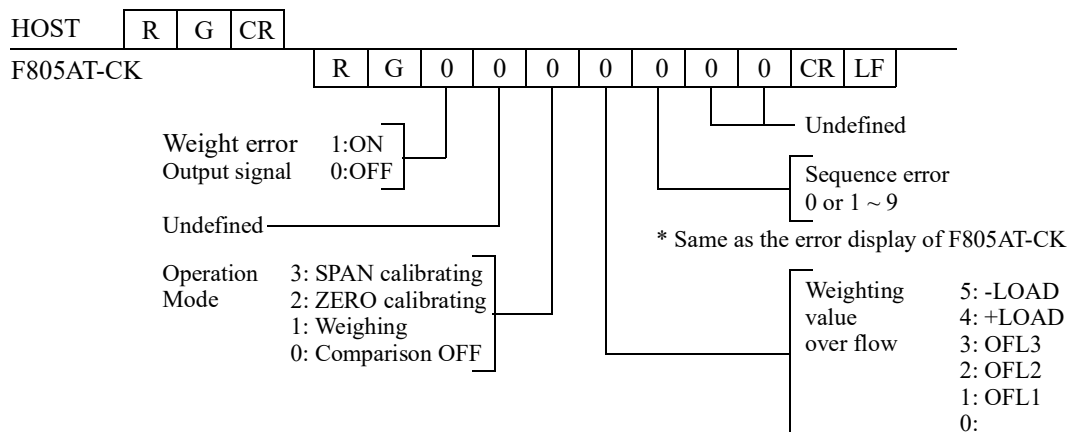 HOST R G CR
F805AT-CK R G 0 0 0 0 0 0 0 CR LF
Undefined
Weight error 1:ON
Output signal 0:OFF
Sequence error
0 or 1 ~ 9
Undefined
* Same as the error display of F805AT-CK
Operation 3: SPAN calibrating
Mode 2: ZERO calibrating
1: Weighing
0: Comparison OFF
Weighting 5: -LOAD
value 4: +LOAD
over flow 3: OFL3
2: OFL2
1: OFL1
0: